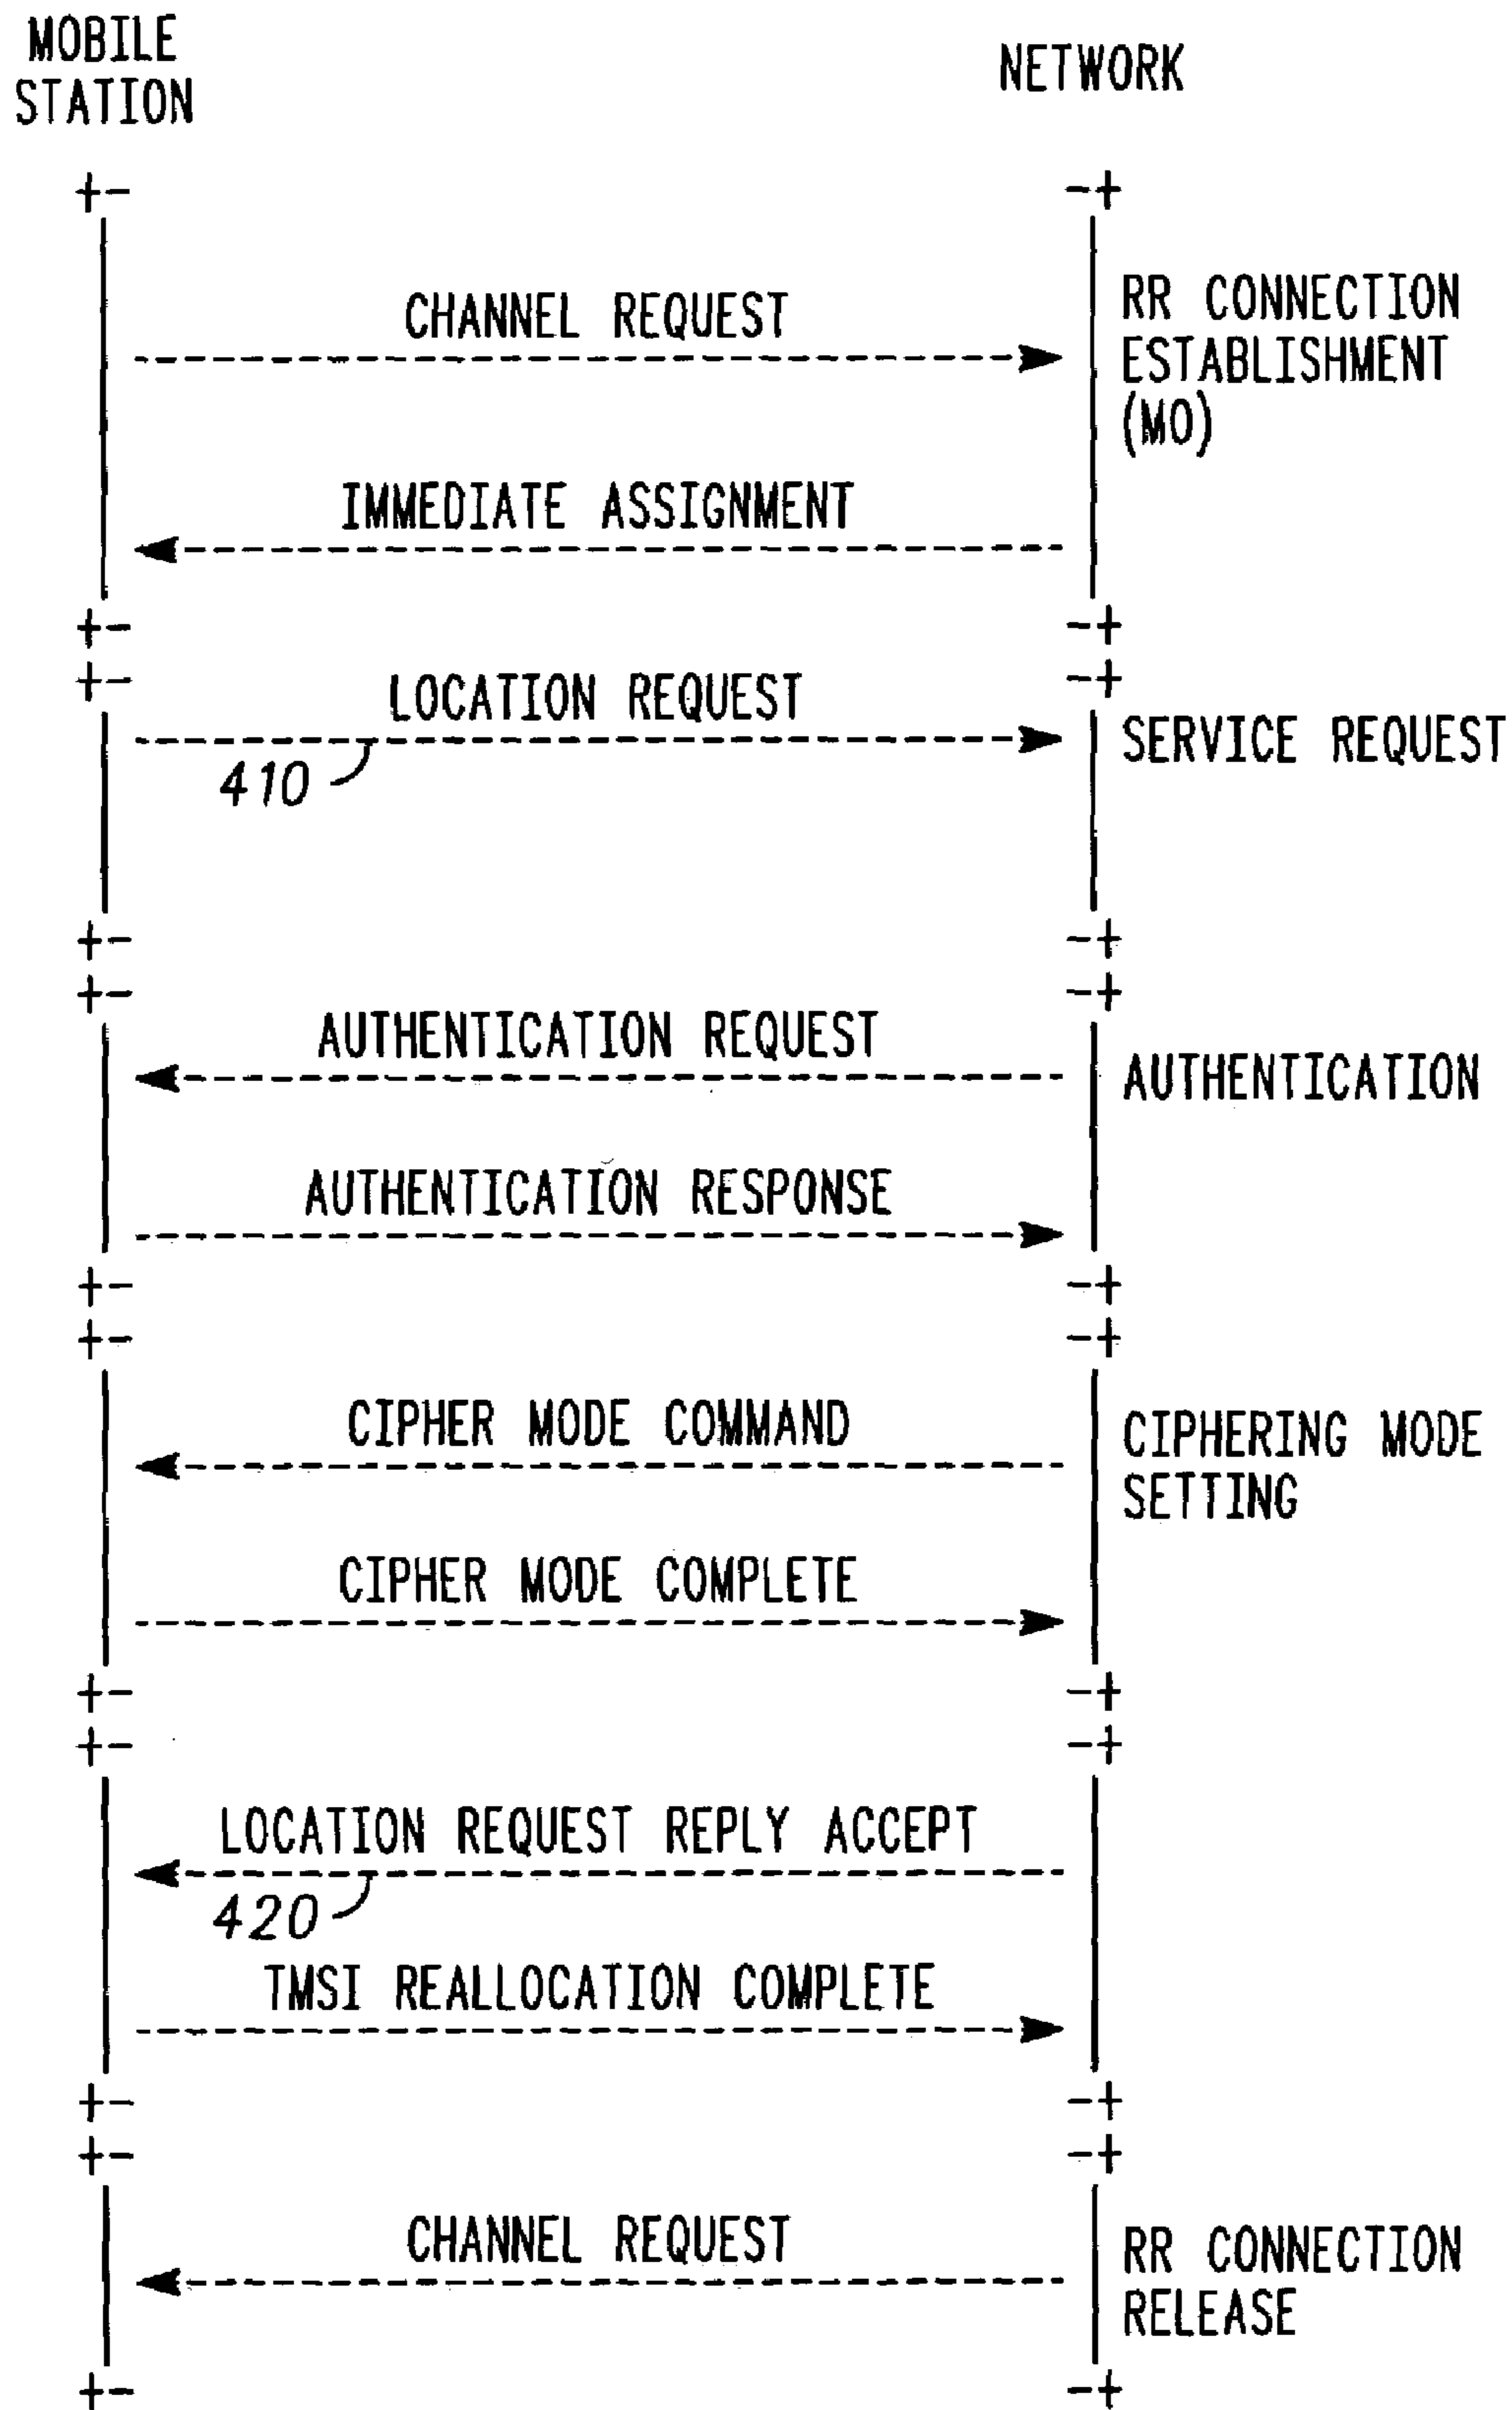 MOBILE
STATION
NETWORK
CHANNEL REQUEST
RR CONNECTION
ESTABLISHMENT
(MO)
IMMEDIATE ASSIGNMENT
LOCATION REQUEST
410
SERVICE REQUEST
AUTHENTICATION REQUEST
AUTHENTICATION
AUTHENTICATION RESPONSE
CIPHER MODE COMMAND
CIPHERING MODE
SETTING
CIPHER MODE COMPLETE
LOCATION REQUEST REPLY ACCEPT
420
TMSI REALLOCATION COMPLETE
CHANNEL REQUEST
RR CONNECTION
RELEASE